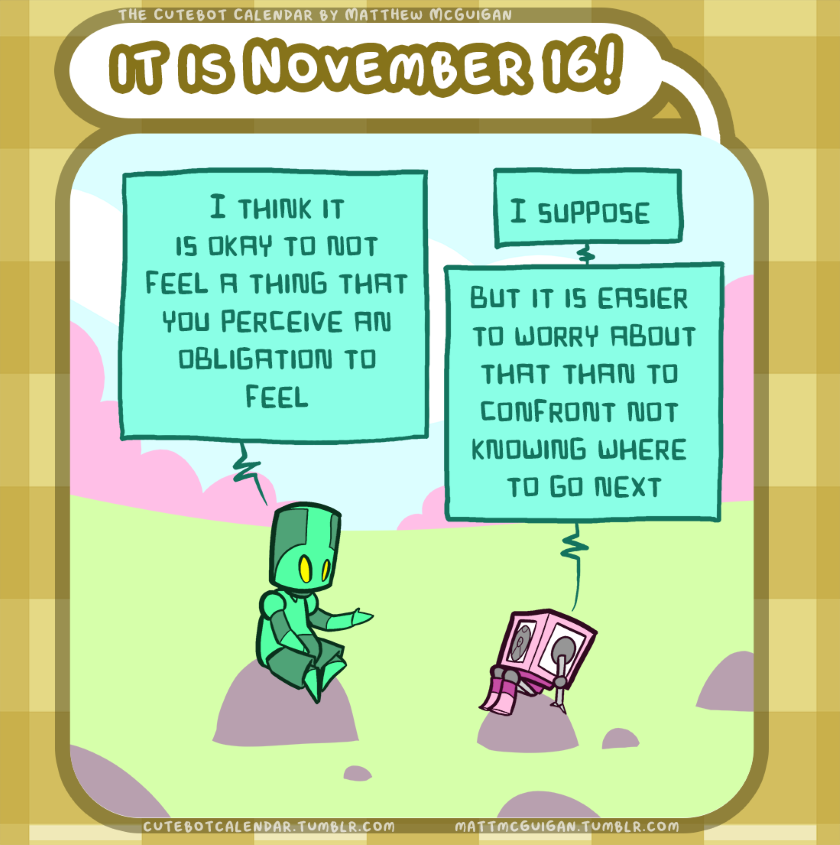 THE CUTEBOT CALENDAR BY MATTHEW MCGUIGAN
IT IS NOVEMBER 16!
I THINK IT
IS OKAY TO NOT
FEEL A THING THAT
YOU PERCEIVE AN
OBLIGATION TO
FEEL
I SUPPOSE
BUT IT IS EASIER
TO WORRY ABOUT
THAT THAN TO
CONFRONT NOT
KNOWING WHERE
TO GO NEXT
CUTEBOTCALENDAR.TUMBLR.COM
MATTMCGUIGAN.TUMBLR.COM